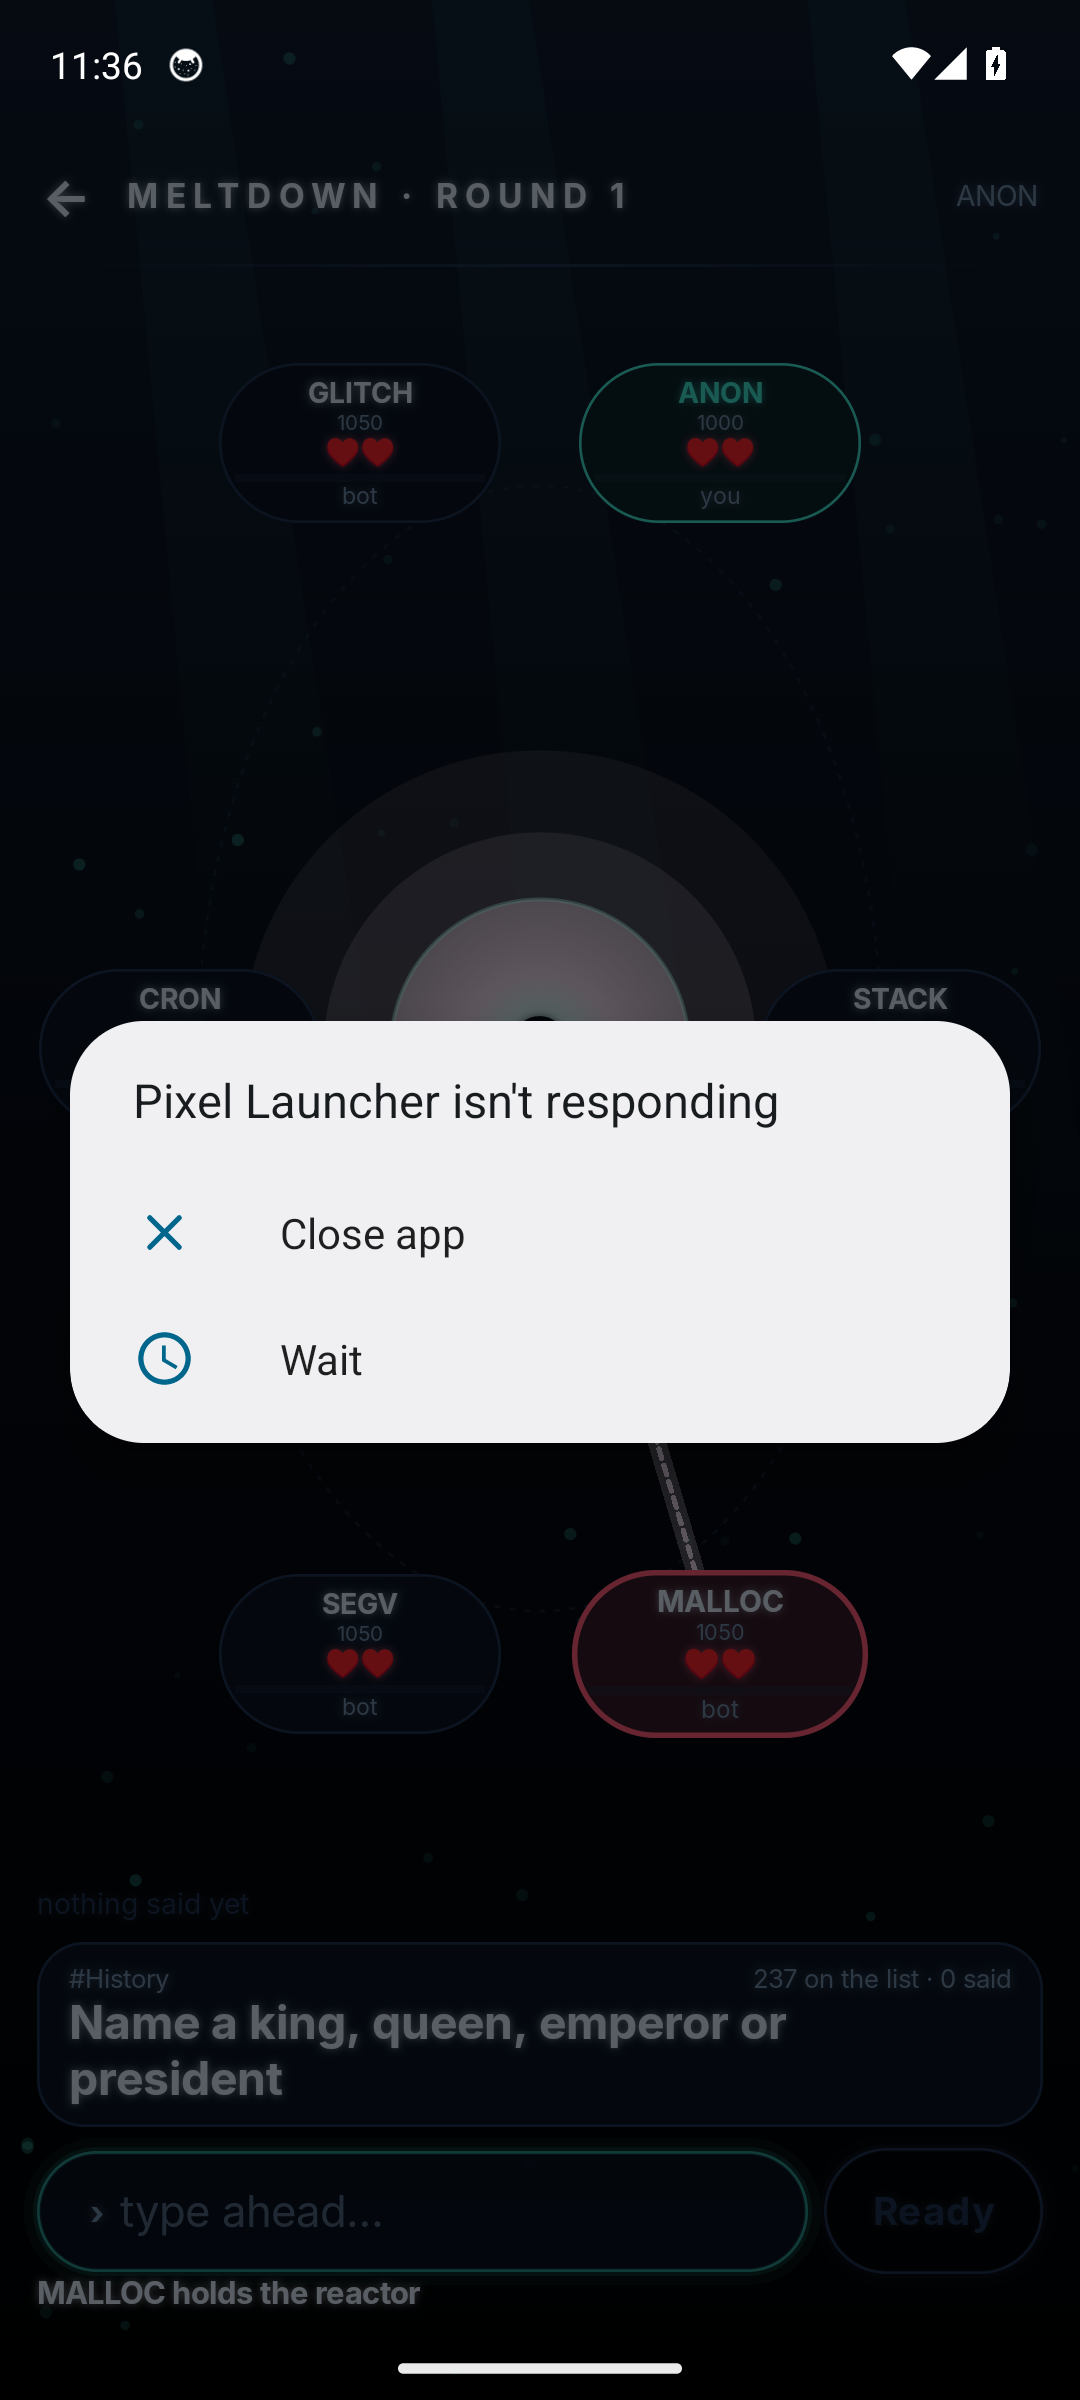 11:36
MELTDOWN · ROUND 1
ANON
GLITCH
1050
bot
ANON
1000
you
CRON
STACK
Pixel Launcher isn't responding
Close app
Wait
SEGV
1050
bot
MALLOC
1050
bot
nothing said yet
#History
237 on the list · 0 said
Name a king, queen, emperor or
president
› type ahead...
Ready
MALLOC holds the reactor